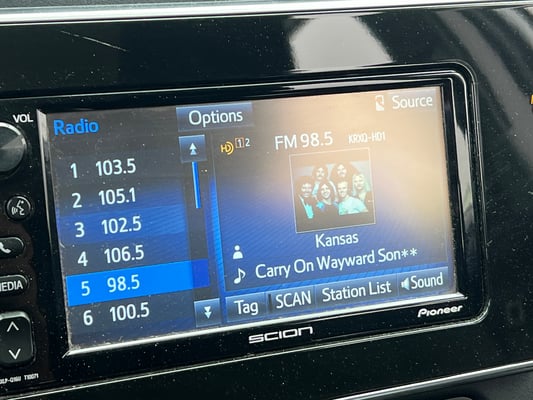 VOL
Radio
Options
Source
1 103.5
2 105.1
3 102.5
4 106.5
5 98.5
6 100.5
HD 1 2
FM 98.5 KRXQ-HD1
Kansas
Carry On Wayward Son**
Tag SCAN Station List Sound
MEDIA
SCION
Pioneer